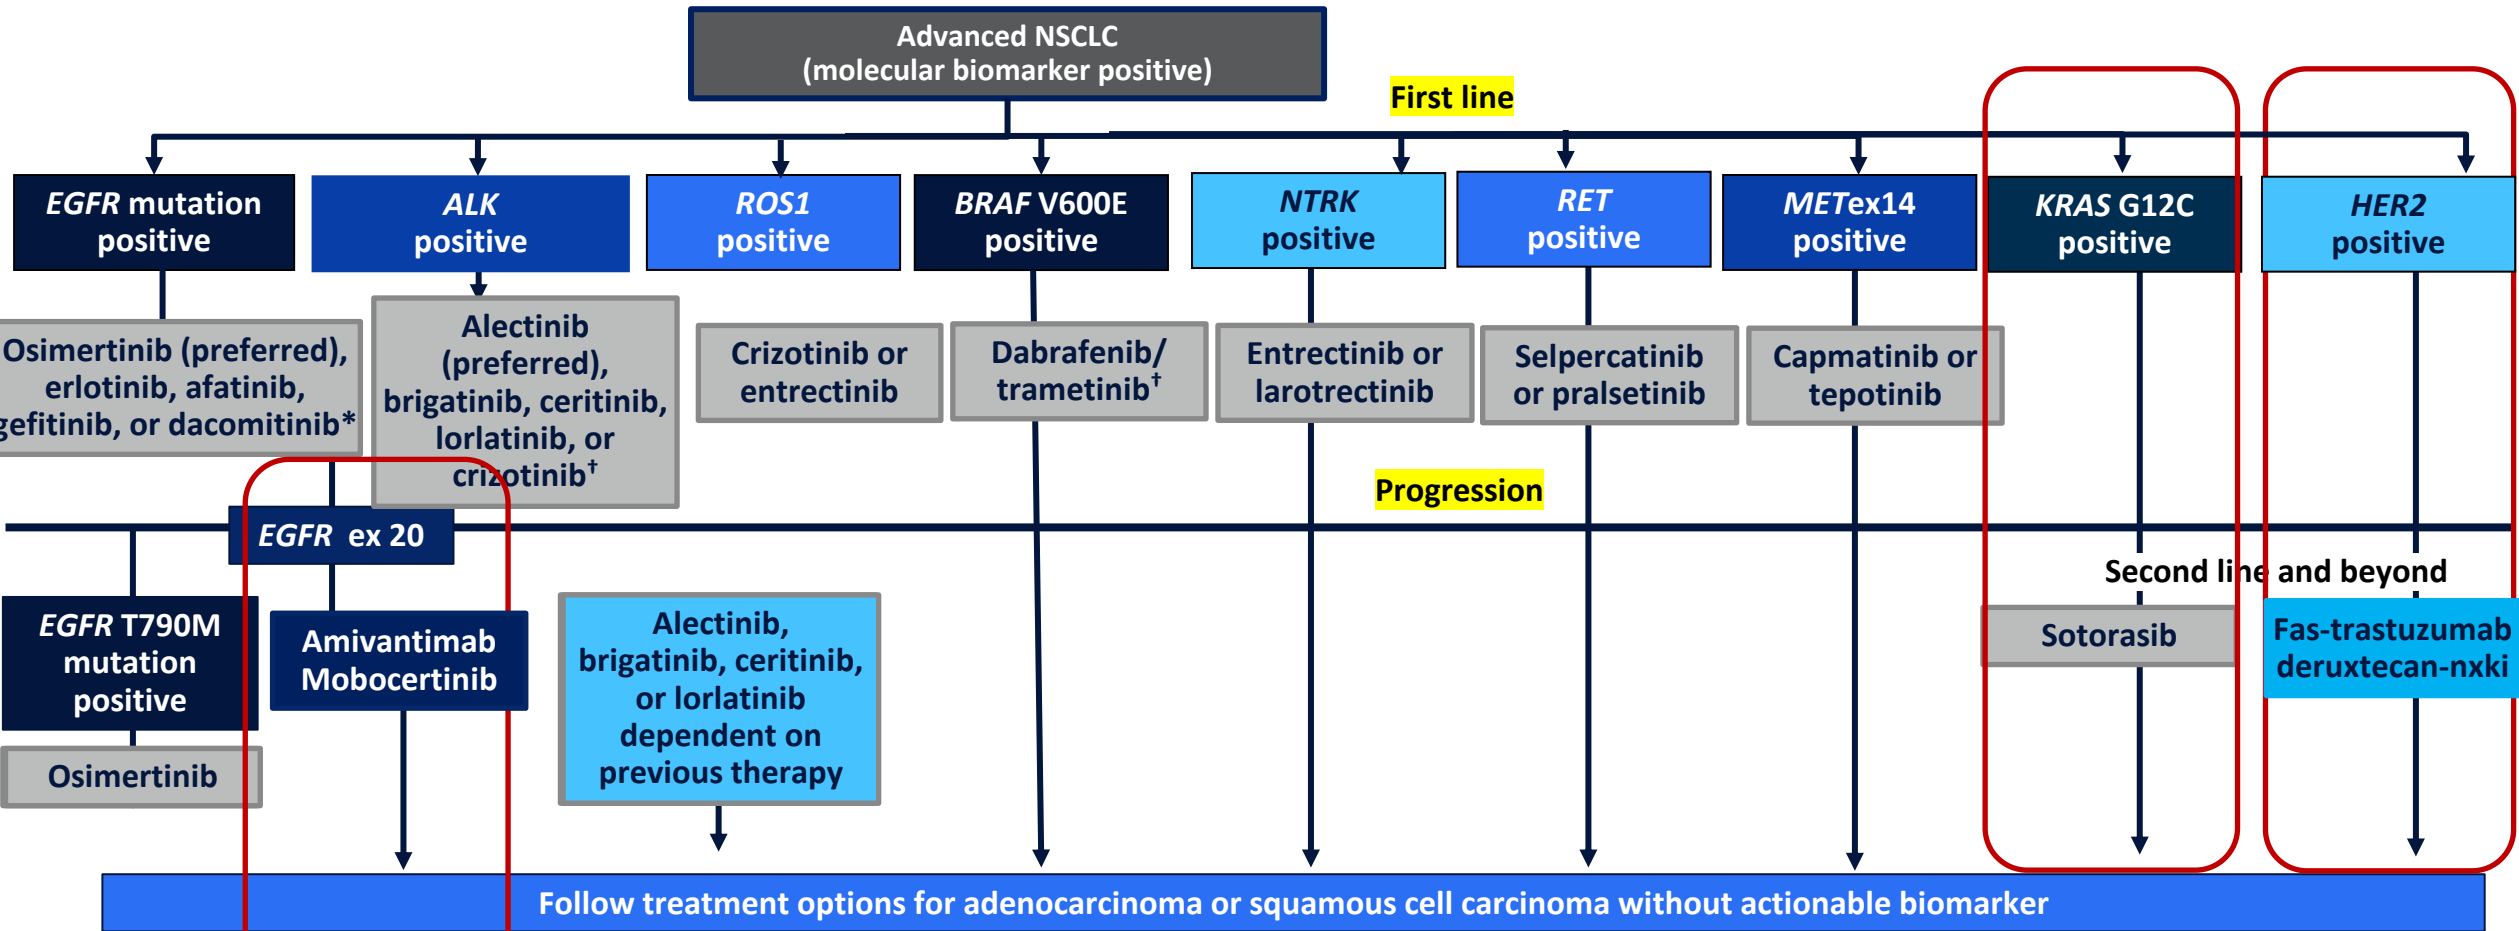 Advanced NSCLC
(molecular biomarker positive)
First line
EGFR mutation
positive
ALK
positive
ROS1
positive
BRAF V600E
positive
NTRK
positive
RET
positive
METex14
positive
KRAS G12C
positive
HER2
positive
Osimertinib (preferred),
erlotinib, afatinib,
gefitinib, or dacomitinib*
Alectinib
(preferred),
brigatinib, ceritinib,
lorlatinib, or
crizotinib†
Crizotinib or
entrectinib
Dabrafenib/
trametinib†
Entrectinib or
larotrectinib
Selpercatinib
or pralsetinib
Capmatinib or
tepotinib
Progression
EGFR ex 20
Second line and beyond
EGFR T790M
mutation
positive
Amivantimab
Mobocertinib
Alectinib,
brigatinib, ceritinib,
or lorlatinib
dependent on
previous therapy
Sotorasib
Fas-trastuzumab
deruxtecan-nxki
Osimertinib
Follow treatment options for adenocarcinoma or squamous cell carcinoma without actionable biomarker